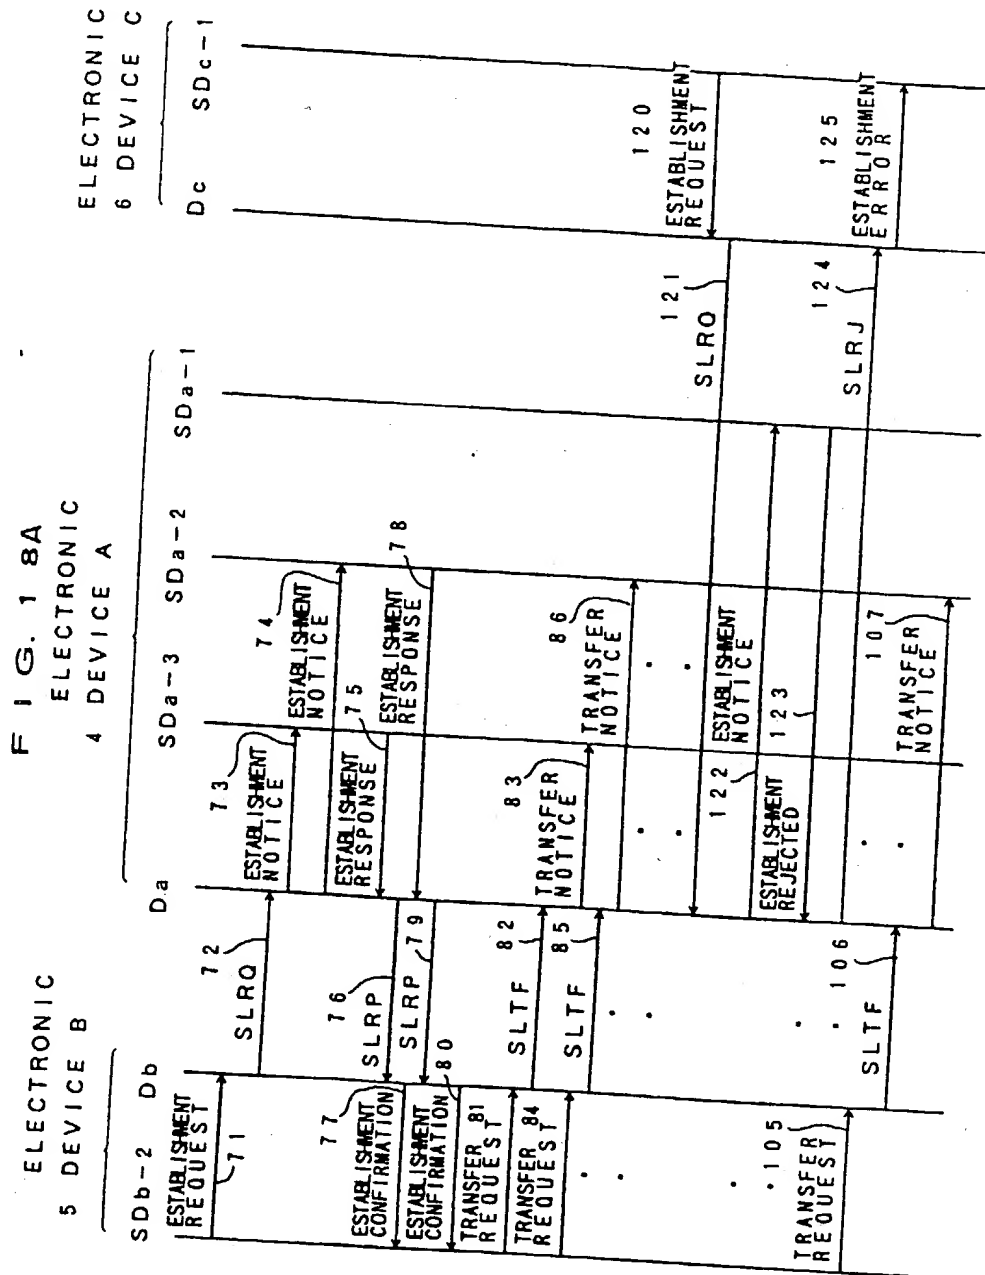 FIG. 18A
ELECTRONIC
5 DEVICE B
ELECTRONIC
4 DEVICE A
ELECTRONIC
6 DEVICE C
SDb-2
Db
Da
SDa-3
SDa-2
SDa-1
Dc
SDc-1
ESTABLISHMENT
REQUEST
71
SLRQ
72
ESTABLISHMENT
NOTICE
73
ESTABLISHMENT
NOTICE
74
ESTABLISHMENT
RESPONSE
75
SLRP
76
ESTABLISHMENT
CONFIRMATION
77
ESTABLISHMENT
RESPONSE
78
SLRP
79
ESTABLISHMENT
CONFIRMATION
80
TRANSFER 81
REQUEST
SLTF
82
TRANSFER
NOTICE
83
TRANSFER 84
REQUEST
SLTF
85
TRANSFER
NOTICE
86
ESTABLISHMENT
REQUEST
120
SLRQ
121
ESTABLISHMENT
NOTICE
122
ESTABLISHMENT
REJECTED
123
SLRJ
124
ESTABLISHMENT
ERROR
125
TRANSFER
REQUEST
105
SLTF
106
TRANSFER
NOTICE
107